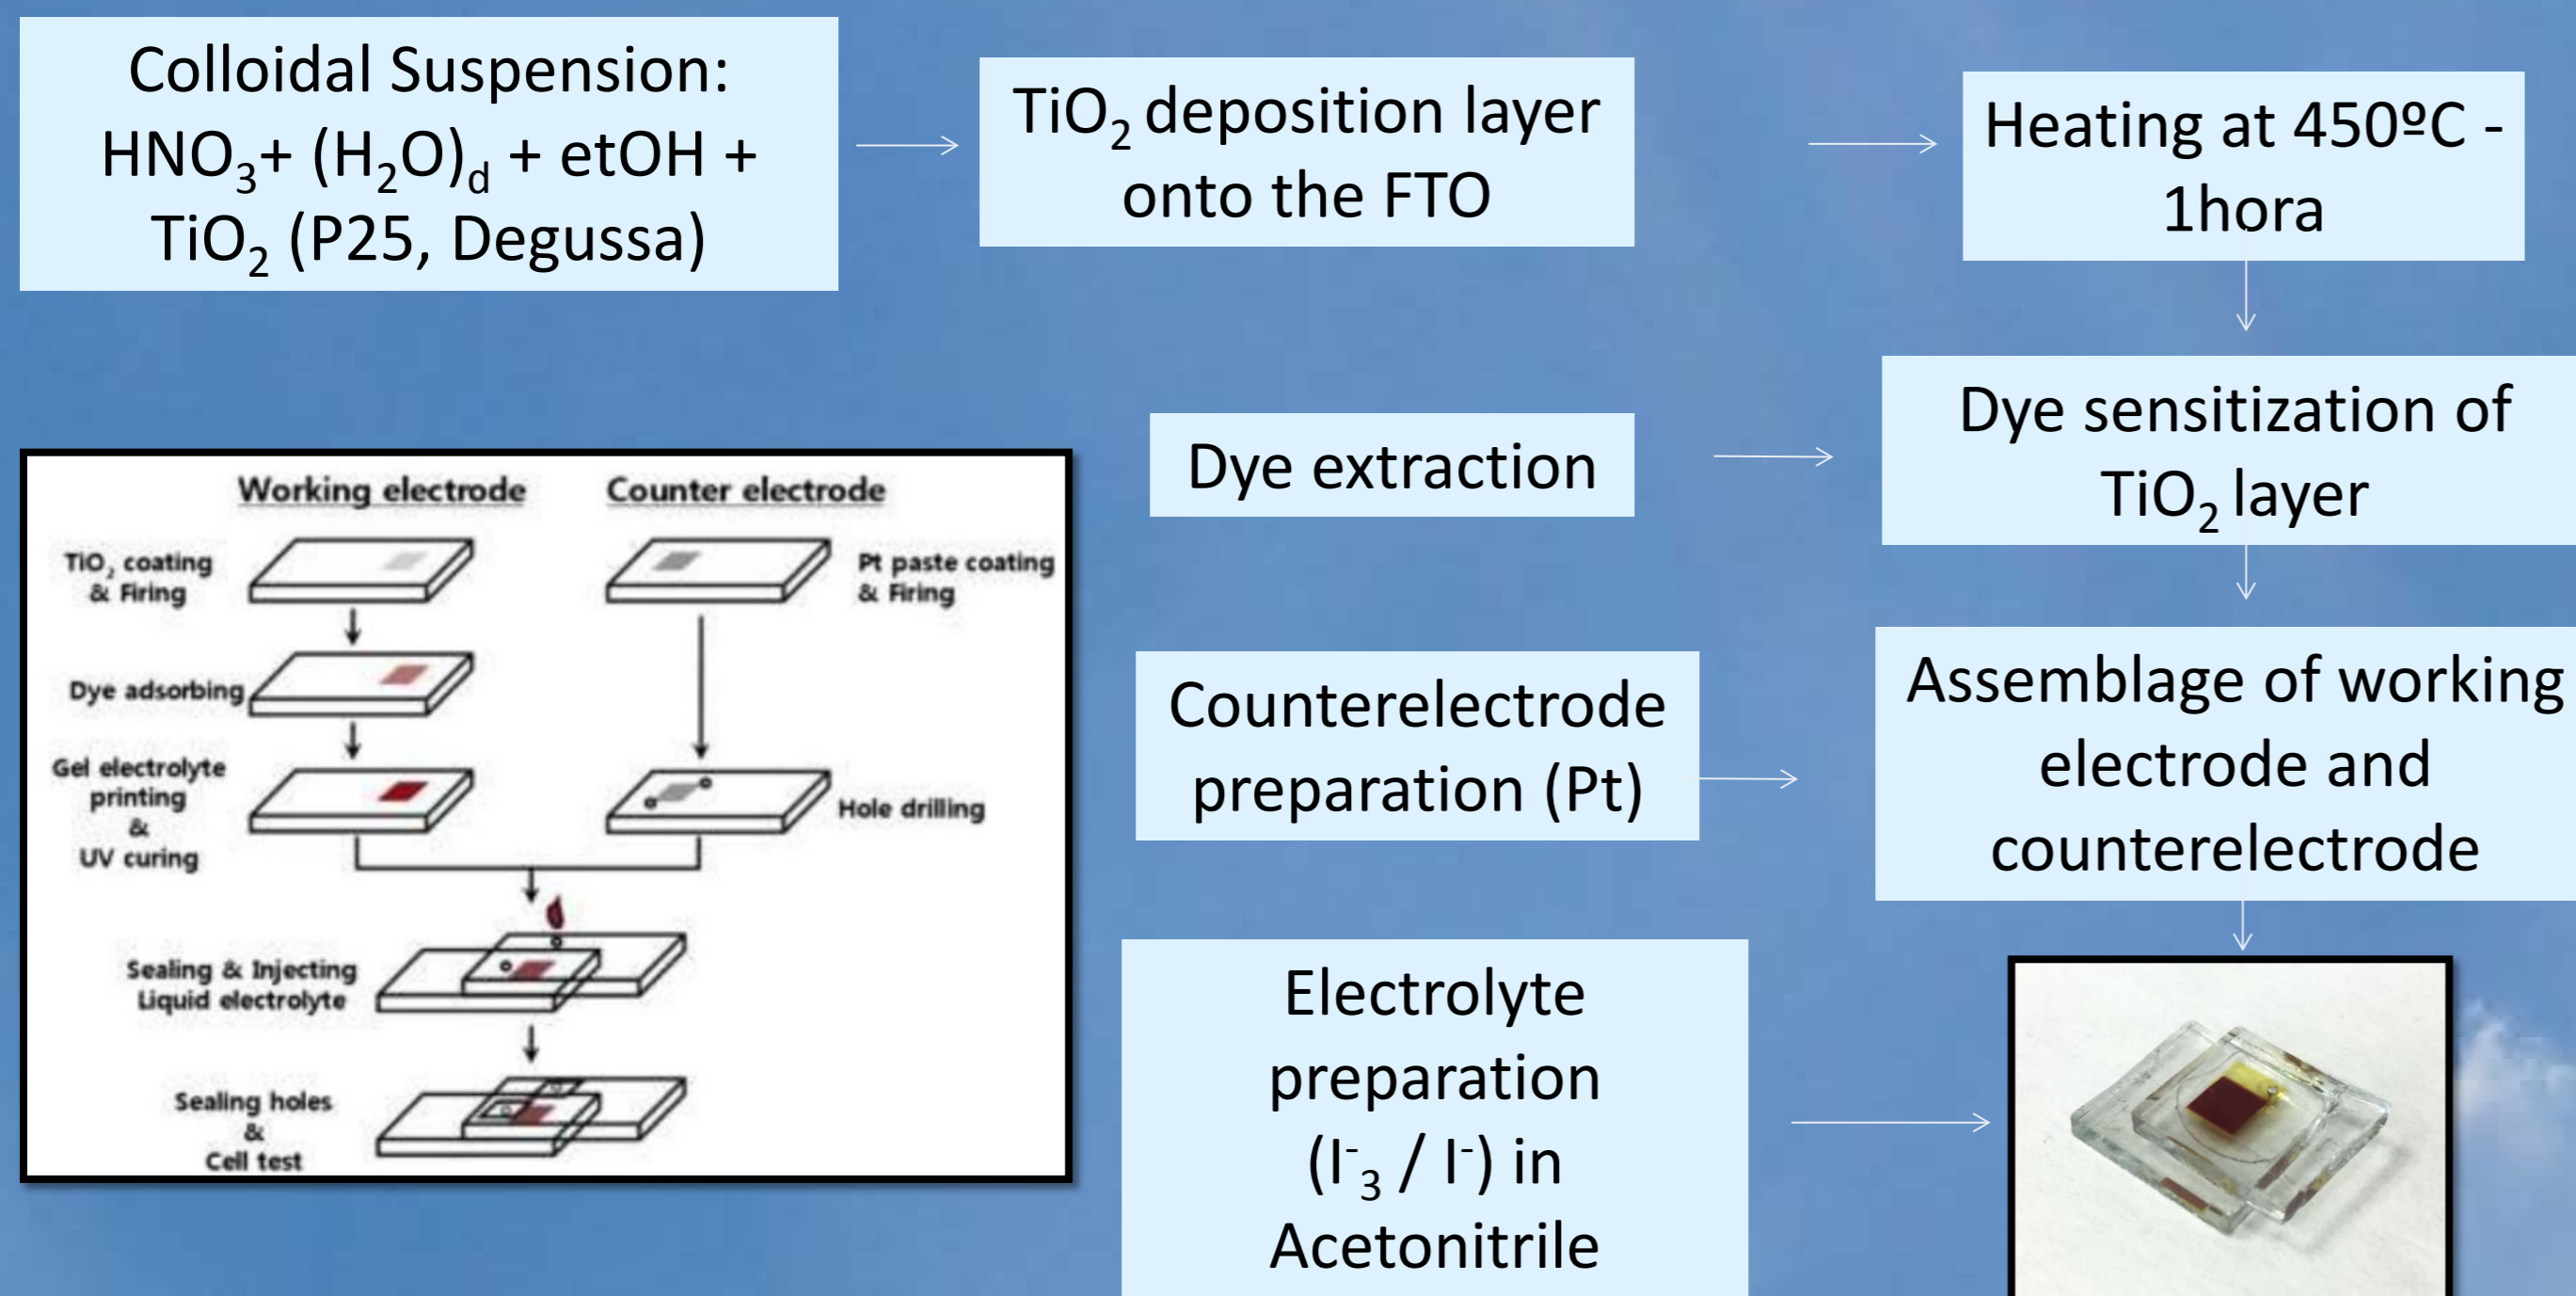 Colloidal Suspension:
HNO₃+ (H₂O)d + etOH +
TiO₂ (P25, Degussa)
TiO₂ deposition layer
onto the FTO
Heating at 450ºC -
1hora
Dye extraction
Dye sensitization of
TiO₂ layer
Counterelectrode
preparation (Pt)
Assemblage of working
electrode and
counterelectrode
Electrolyte
preparation
(I⁻₃ / I⁻) in
Acetonitrile
Working electrode
Counter electrode
TiO₂ coating
& Firing
Pt paste coating
& Firing
Dye adsorbing
Gel electrolyte
printing
&
UV curing
Hole drilling
Sealing & Injecting
Liquid electrolyte
Sealing holes
&
Cell test